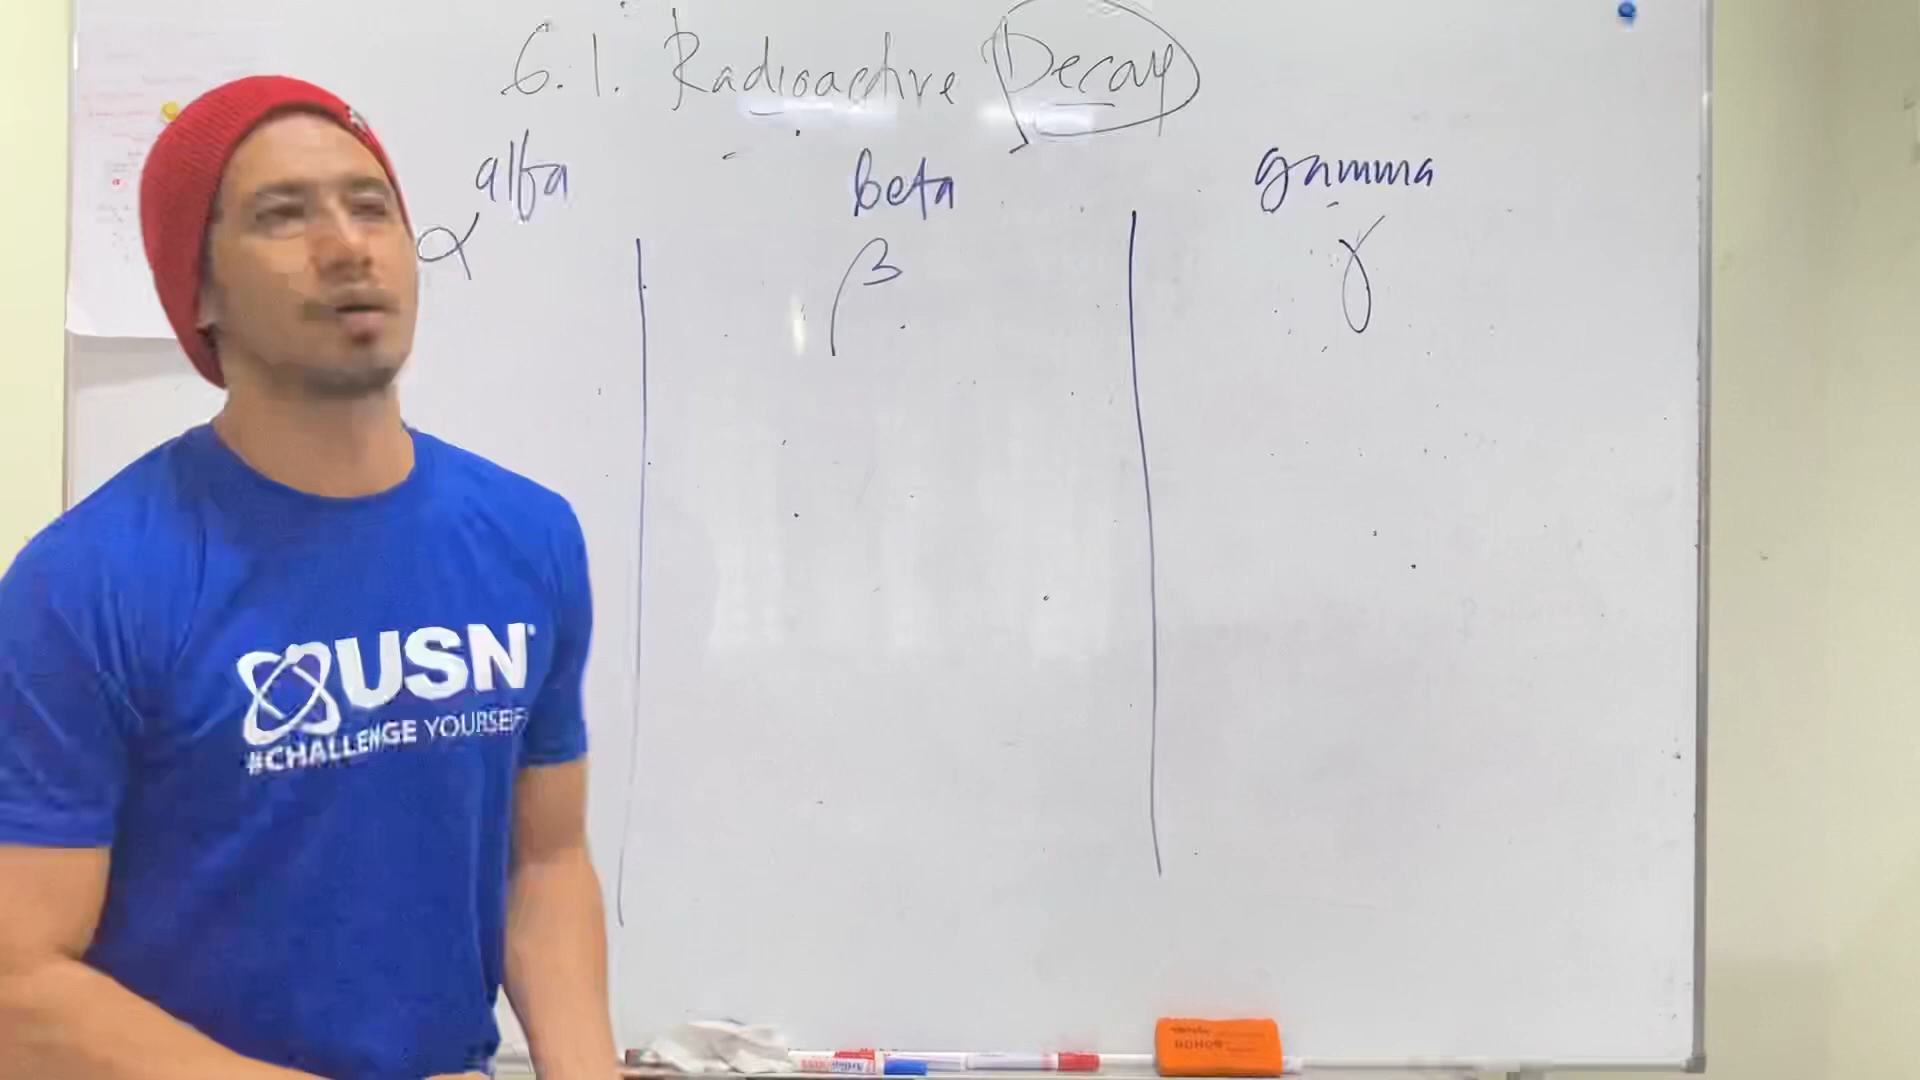 6.1. Radioactive Decay
alfa beta gamma
α β γ
USN
#CHALLENGE YOURSELF